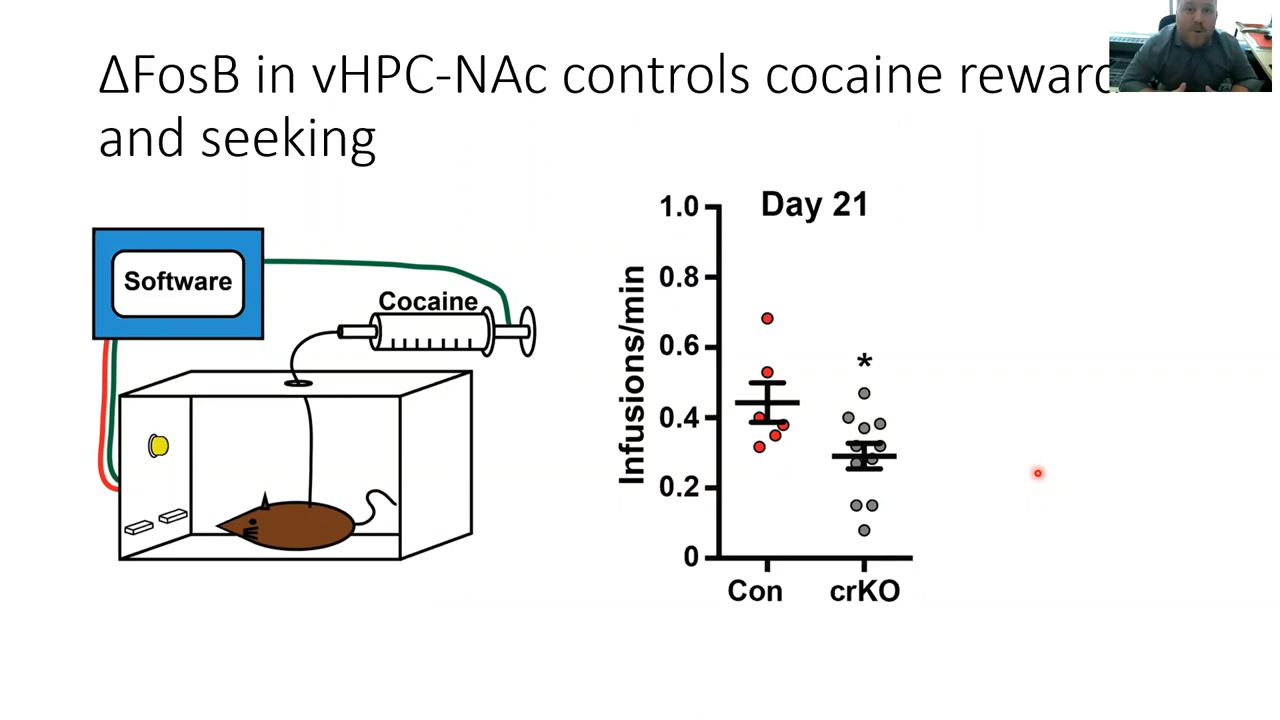 ΔFosB in vHPC-NAc controls cocaine reward
and seeking
Software
Cocaine
Day 21
Infusions/min
1.0
0.8
0.6
0.4
0.2
0
*
Con
crKO